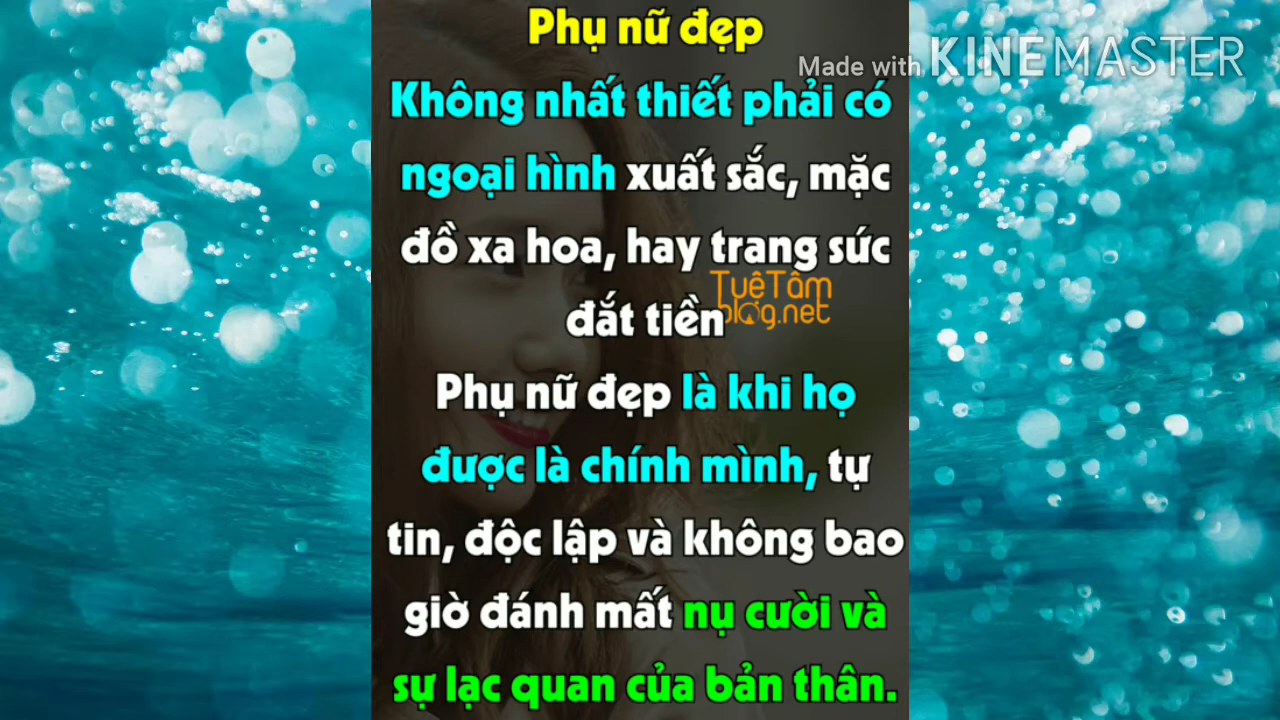 Phụ nữ đẹp
Made with KINEMASTER
Không nhất thiết phải có
ngoại hình xuất sắc, mặc
đồ xa hoa, hay trang sức
TuệTâm
blog.net
đắt tiền
Phụ nữ đẹp là khi họ
được là chính mình, tự
tin, độc lập và không bao
giờ đánh mất nụ cười và
sự lạc quan của bản thân.